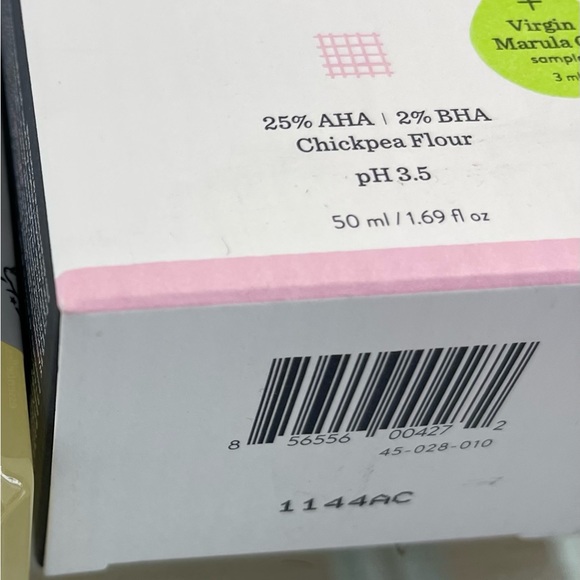 Virgin
Marula
sample
25% AHA | 2% BHA
Chickpea Flour
pH 3.5
50 ml / 1.69 fl oz
8 56556 00427 2
45-028-010
1144AC